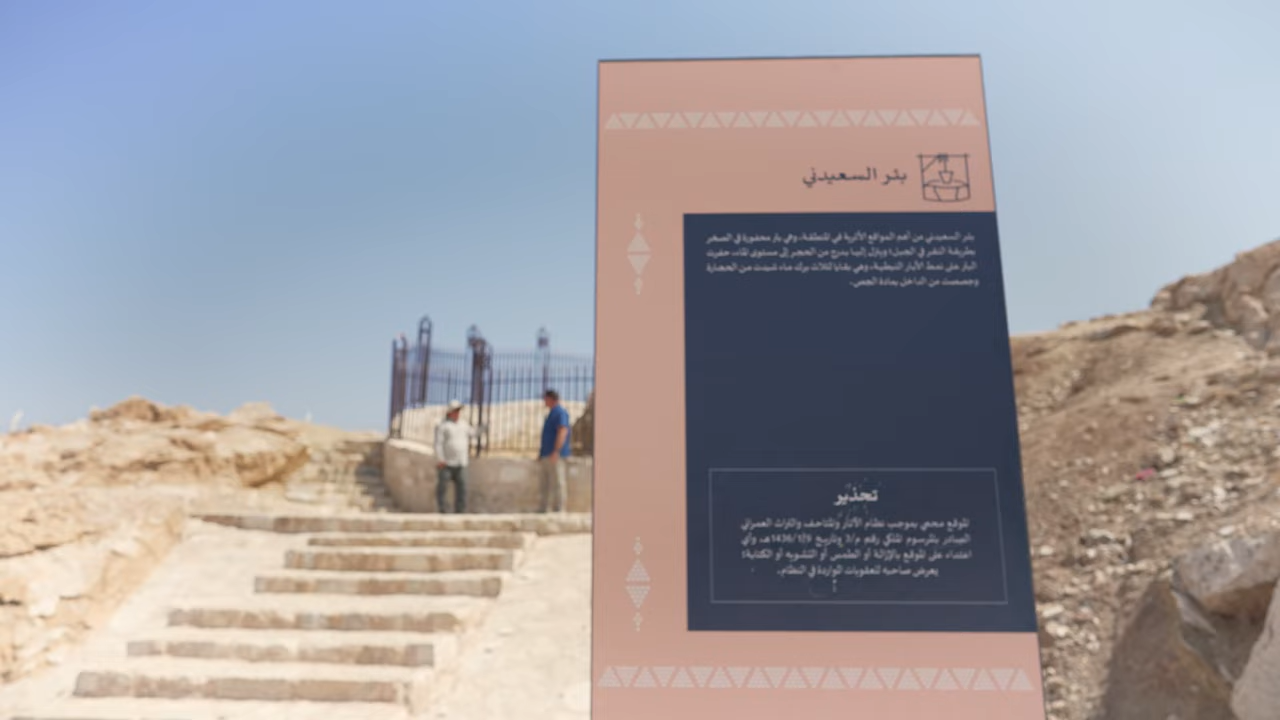 بئر السعيدني
بئر السعيدني من أهم المواقع الأثرية في المنطقة، وهي بئر محفورة في الصخر
بطريقة النقر في الجبل؛ وينزل إليها بدرج من الحجر إلى مستوى الماء، حفرت
البئر على نمط الآبار النبطية، وهي بقايا لثلاث برك ماء شيدت من الحجارة
وجصصت من الداخل بمادة الجص.
تحذير
الموقع محمي بموجب نظام الآثار والمتاحف والتراث العمراني
الصادر بالمرسوم الملكي رقم م/3 وتاريخ 1436/1/9هـ، وأي
اعتداء على الموقع بالإزالة أو الطمس أو التشويه أو الكتابة؛
يعرض صاحبه للعقوبات الواردة في النظام.